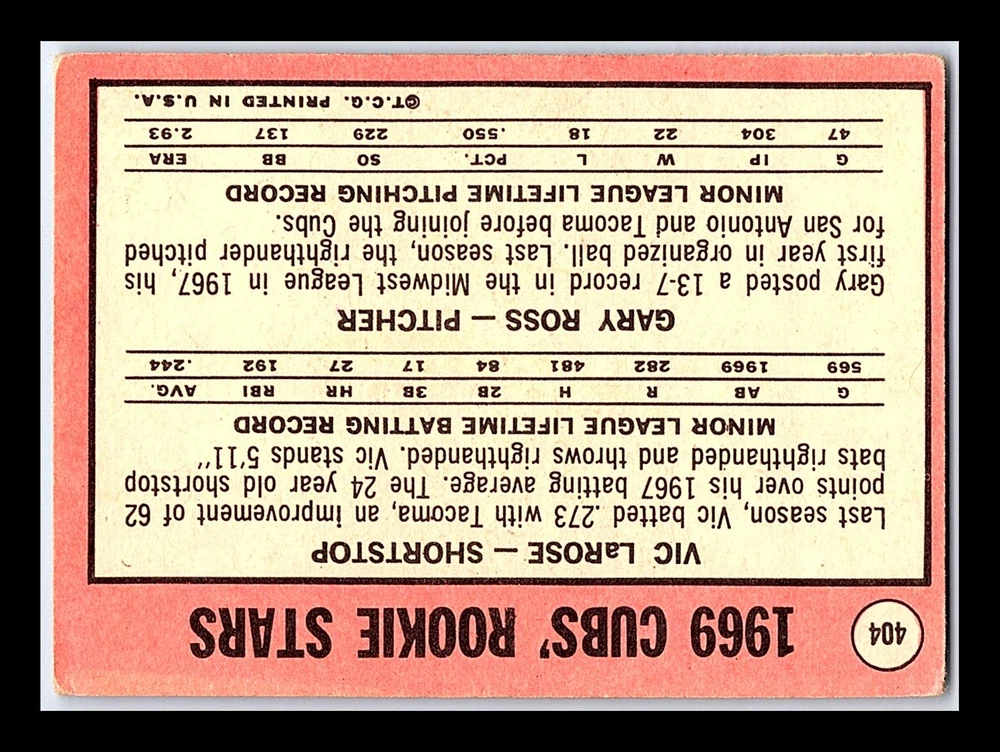 404
1969 CUBS' ROOKIE STARS
VIC LaROSE — SHORTSTOP
Last season, Vic batted .273 with Tacoma, an improvement of 62
points over his 1967 batting average. The 24 year old shortstop
bats righthanded and throws righthanded. Vic stands 5'11"
MINOR LEAGUE LIFETIME BATTING RECORD
G AB R H 2B 3B HR RBI AVG.
569 1969 282 481 84 17 27 192 .244
GARY ROSS — PITCHER
Gary posted a 13-7 record in the Midwest League in 1967, his
first year in organized ball. Last season, the righthander pitched
for San Antonio and Tacoma before joining the Cubs.
MINOR LEAGUE LIFETIME PITCHING RECORD
G IP W L PCT. SO BB ERA
47 304 22 18 .550 229 137 2.93
©T.C.G. PRINTED IN U.S.A.